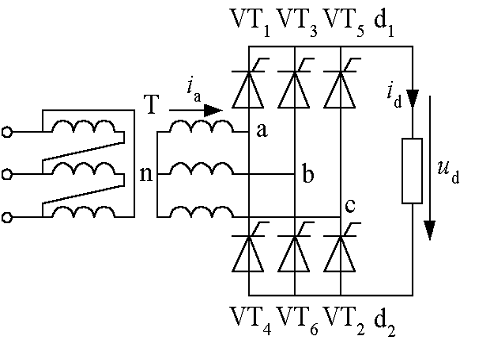 VT1 VT3 VT5 d1
T ia id
a
n b ud
c
VT4 VT6 VT2 d2